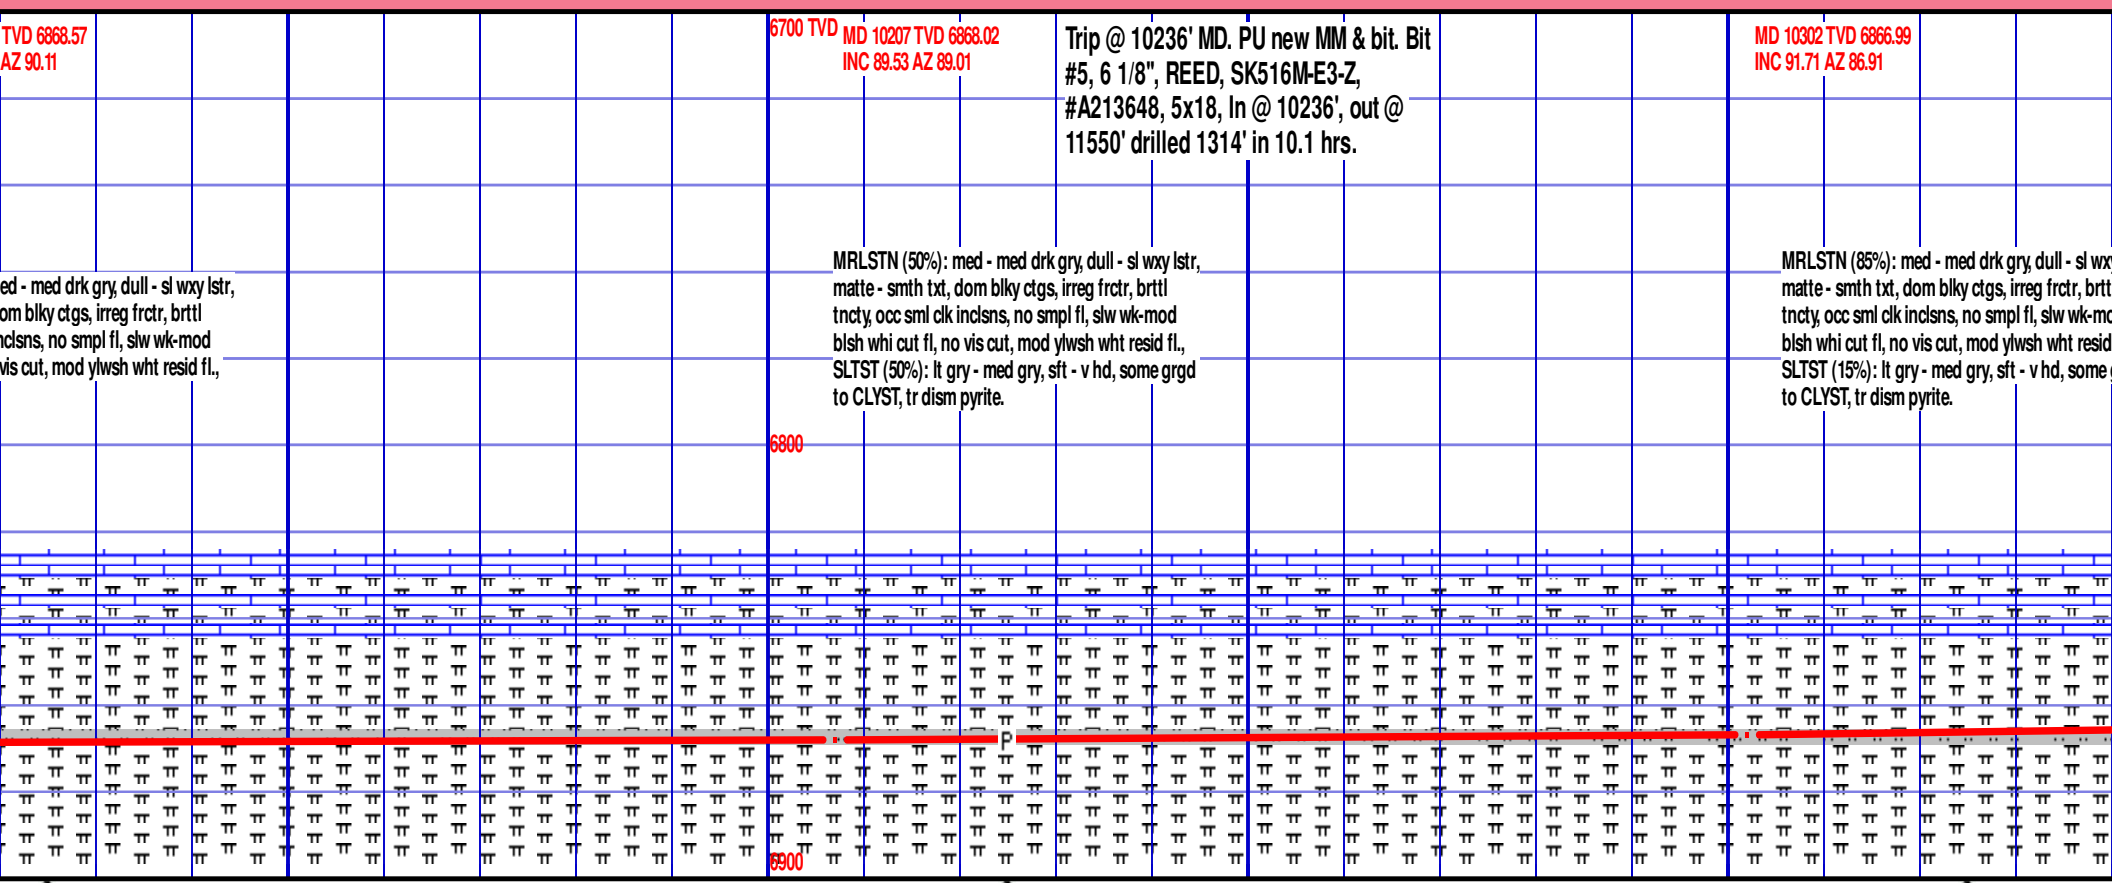 TVD 6868.57
AZ 90.11
6700 TVD
MD 10207 TVD 6868.02
INC 89.53 AZ 89.01
Trip @ 10236' MD. PU new MM & bit. Bit
#5, 6 1/8", REED, SK516M-E3-Z,
#A213648, 5x18, In @ 10236', out @
11550' drilled 1314' in 10.1 hrs.
MD 10302 TVD 6866.99
INC 91.71 AZ 86.91
ed - med drk gry, dull - sl wxy lstr,
om blky ctgs, irreg frctr, brttl
nclsns, no smpl fl, slw wk-mod
vis cut, mod ylwsh wht resid fl.,
MRLSTN (50%): med - med drk gry, dull - sl wxy lstr,
matte - smth txt, dom blky ctgs, irreg frctr, brttl
tncty, occ sml clk inclsns, no smpl fl, slw wk-mod
blsh whi cut fl, no vis cut, mod ylwsh wht resid fl.,
SLTST (50%): lt gry - med gry, sft - v hd, some grgd
to CLYST, tr dism pyrite.
MRLSTN (85%): med - med drk gry, dull - sl wxy
matte - smth txt, dom blky ctgs, irreg frctr, brtt
tncty, occ sml clk inclsns, no smpl fl, slw wk-mo
blsh whi cut fl, no vis cut, mod ylwsh wht resid
SLTST (15%): lt gry - med gry, sft - v hd, some g
to CLYST, tr dism pyrite.
6800
P
6900